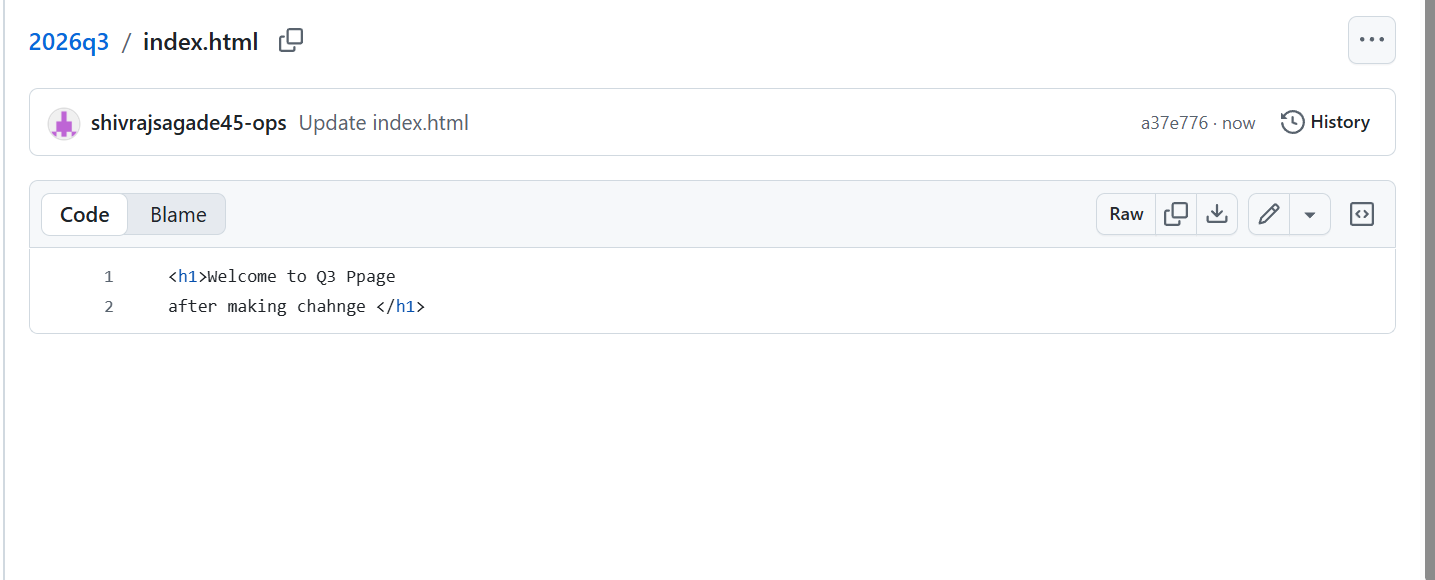 2026q3 / index.html
shivrajsagade45-ops Update index.html a37e776 · now History
Code Blame Raw
1 <h1>Welcome to Q3 Ppage
2 after making chahnge </h1>